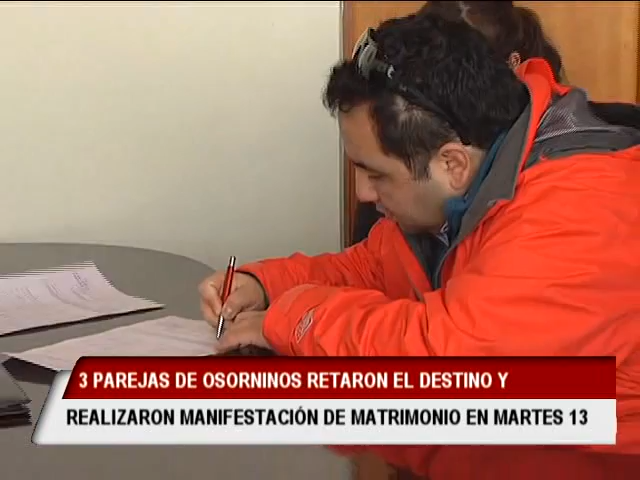 3 PAREJAS DE OSORNINOS RETARON EL DESTINO Y
REALIZARON MANIFESTACIÓN DE MATRIMONIO EN MARTES 13